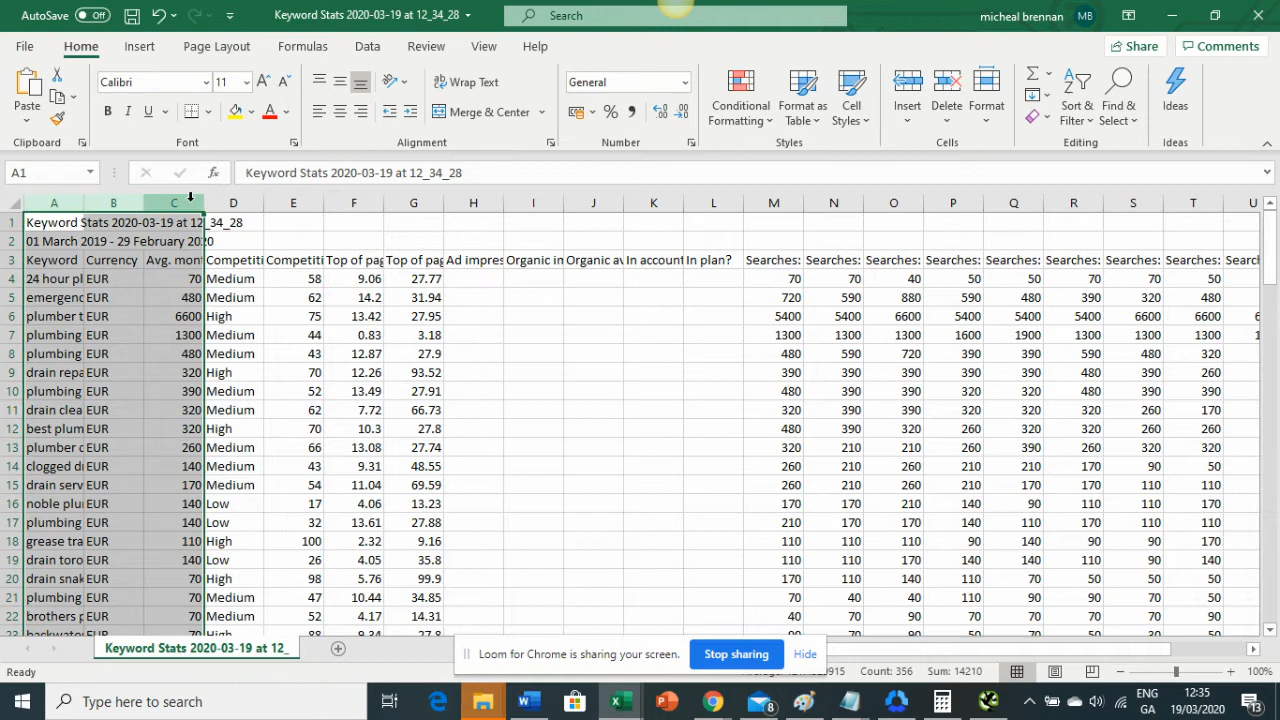 AutoSave Off Keyword Stats 2020-03-19 at 12_34_28 Search micheal brennan MB
File Home Insert Page Layout Formulas Data Review View Help Share Comments
Calibri 11 Wrap Text General
Paste Merge & Center Conditional Formatting Format as Table Cell Styles Insert Delete Format Sort & Filter Find & Select Ideas
Clipboard Font Alignment Number Styles Cells Editing Ideas
A1 fx Keyword Stats 2020-03-19 at 12_34_28
A B C D E F G H I J K L M N O P Q R S T U
1 Keyword Stats 2020-03-19 at 12_34_28
2 01 March 2019 - 29 February 2020
3 Keyword Currency Avg. mont Competiti Competiti Top of pag Top of pag Ad impres Organic in Organic av In account In plan? Searches: Searches: Searches: Searches: Searches: Searches: Searches: Searches: Search
4 24 hour pl EUR 70 Medium 58 9.06 27.77 70 70 40 50 50 70 70 50
5 emergenc EUR 480 Medium 62 14.2 31.94 720 590 880 590 480 390 320 480
6 plumber t EUR 6600 High 75 13.42 27.95 5400 5400 6600 5400 5400 5400 6600 6600 6
7 plumbing EUR 1300 Medium 44 0.83 3.18 1300 1300 1300 1600 1900 1300 1300 1300 1
8 plumbing EUR 480 Medium 43 12.87 27.9 480 590 720 390 390 590 480 320
9 drain repa EUR 320 High 70 12.26 93.52 390 390 390 390 390 480 390 260
10 plumbing EUR 390 Medium 52 13.49 27.91 480 390 390 320 320 480 390 390
11 drain clea EUR 320 Medium 62 7.72 66.73 320 390 390 320 320 320 260 170
12 best plum EUR 320 High 70 10.3 27.8 480 390 320 390 320 260 260 260
13 plumber c EUR 260 Medium 66 13.08 27.74 320 210 210 260 210 320 320 210
14 clogged dr EUR 140 Medium 43 9.31 48.55 260 210 260 210 210 170 90 50
15 drain serv EUR 170 Medium 54 11.04 69.59 260 210 210 210 170 170 110 110
16 noble plu EUR 140 Low 17 4.06 13.23 170 170 210 140 90 110 110 140
17 plumbing EUR 140 Low 32 13.61 27.88 210 170 170 110 110 170 110 110
18 grease tra EUR 110 High 100 2.32 9.16 110 110 110 90 140 90 110 90
19 drain toro EUR 140 Low 26 4.05 35.8 110 110 170 140 140 110 110 140
20 drain snak EUR 70 High 98 5.76 99.9 170 110 140 110 70 50 50 50
21 plumbing EUR 70 Medium 47 10.44 34.85 70 40 40 110 90 90 70 70
22 brothers p EUR 70 Medium 52 4.17 14.31 40 70 90 70 70 70 70 90
backwato EUR 70 High 88 9.34 27.8
Keyword Stats 2020-03-19 at 12_
Loom for Chrome is sharing your screen. Stop sharing Hide
Ready Count: 356 Sum: 14210 100%
Type here to search 8 ENG GA 12:35 19/03/2020 13